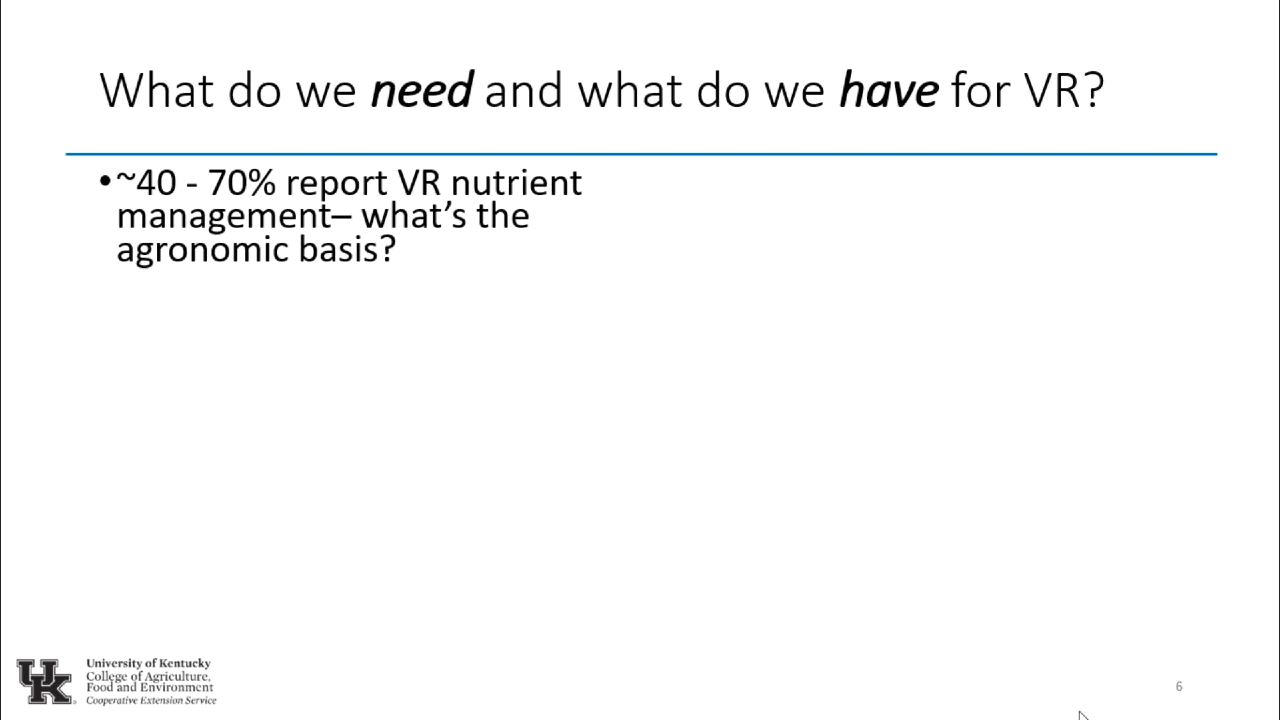 What do we need and what do we have for VR?
•~40 - 70% report VR nutrient
management– what’s the
agronomic basis?
UK
University of Kentucky
College of Agriculture,
Food and Environment
Cooperative Extension Service
6